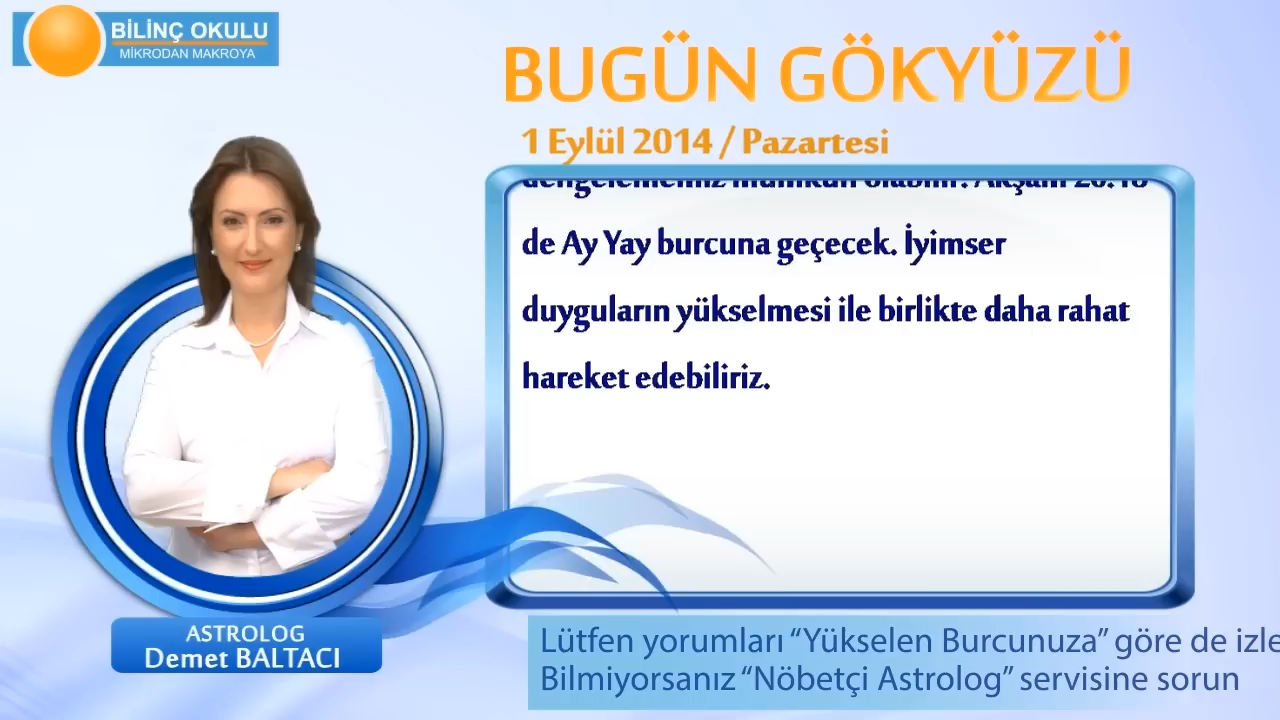 BİLİNÇ OKULU
MİKRODAN MAKROYA
BUGÜN GÖKYÜZÜ
1 Eylül 2014 / Pazartesi
de Ay Yay burcuna geçecek. İyimser
duyguların yükselmesi ile birlikte daha rahat
hareket edebiliriz.
ASTROLOG
Demet BALTACI
Lütfen yorumları “Yükselen Burcunuza” göre de izle
Bilmiyorsanız “Nöbetçi Astrolog” servisine sorun